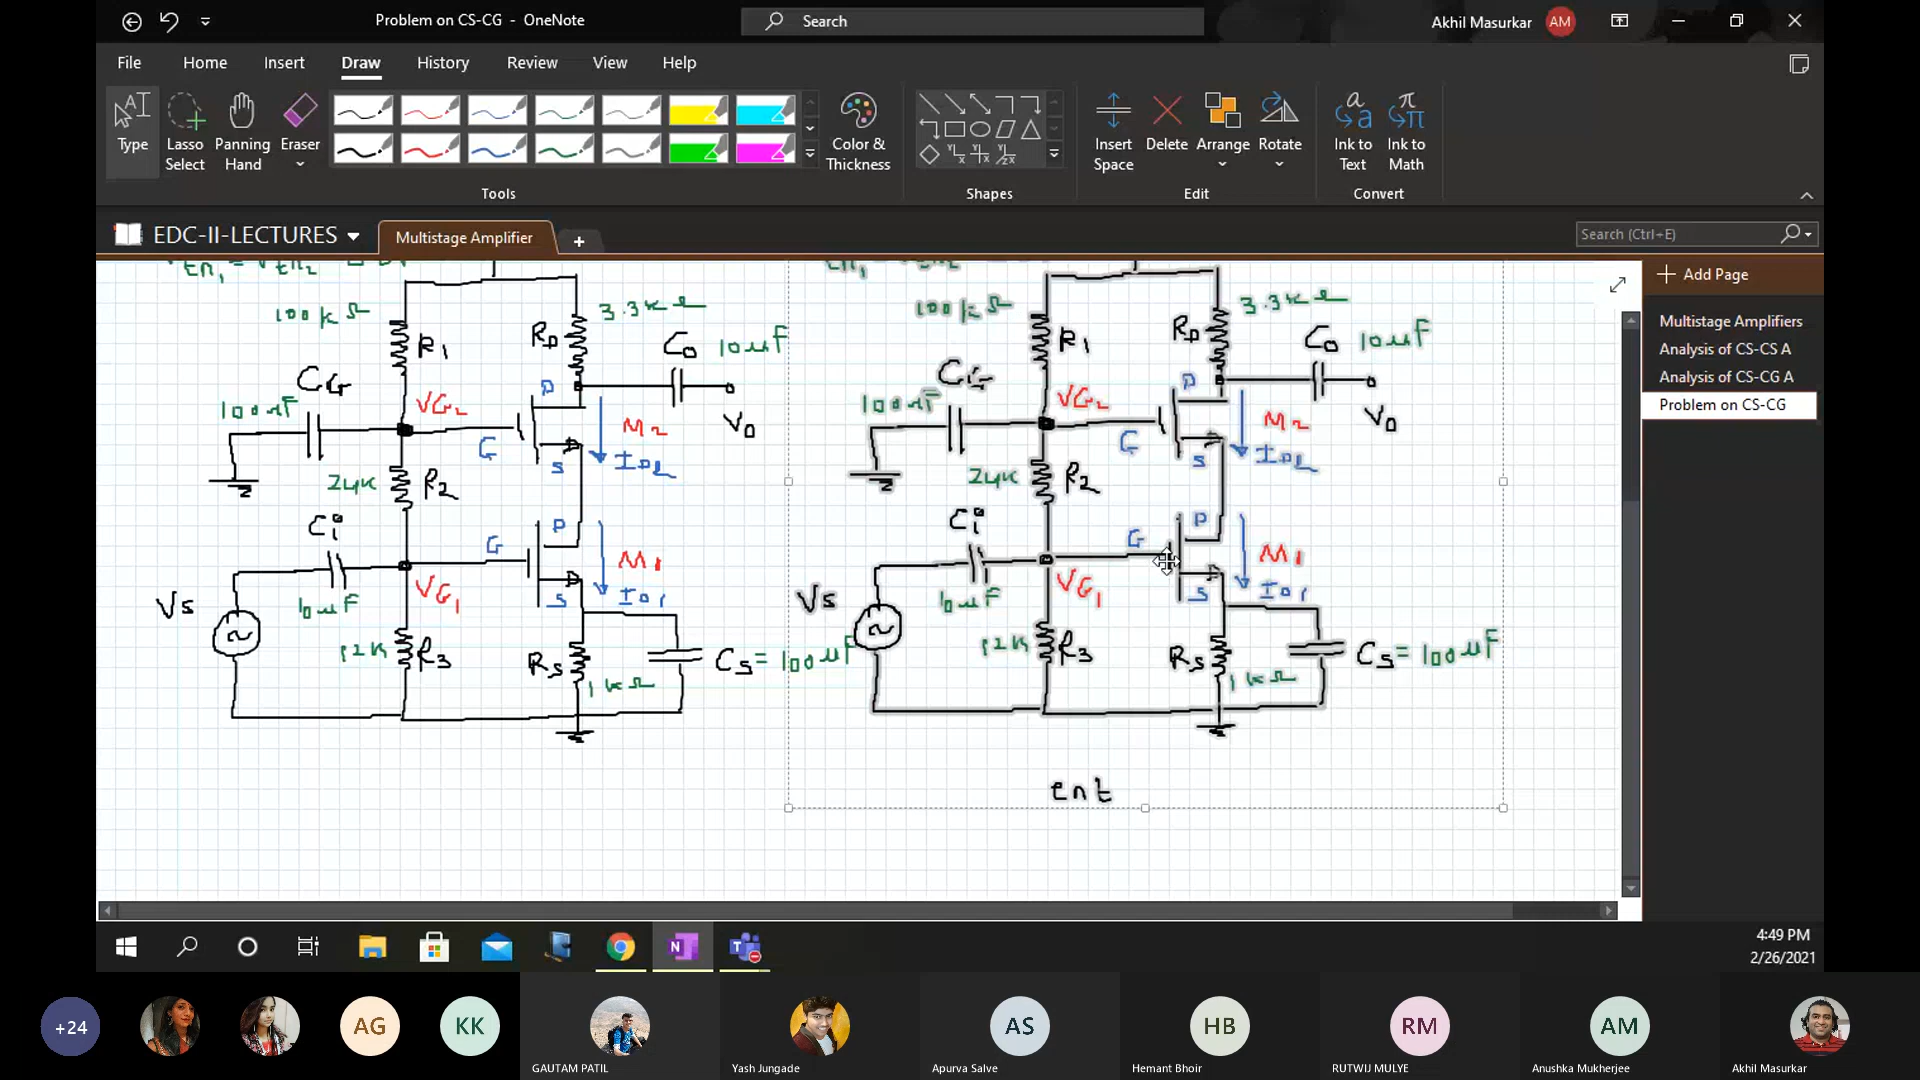 Problem on CS-CG - OneNote
Search
Akhil Masurkar
AM
File
Home
Insert
Draw
History
Review
View
Help
Type
Lasso Select
Panning Hand
Eraser
Color & Thickness
Insert Space
Delete
Arrange
Rotate
Ink to Text
Ink to Math
Tools
Shapes
Edit
Convert
EDC-II-LECTURES
Multistage Amplifier
Search (Ctrl+E)
Add Page
Multistage Amplifiers
Analysis of CS-CS A
Analysis of CS-CG A
Problem on CS-CG
100kΩ
R1
RD
3.3kΩ
Co
10uF
CG
100uF
VG2
G
D
S
M2
ID2
Vo
24K
R2
Ci
10uF
VG1
G
D
S
M1
ID1
Vs
12K
R3
Rs
1kΩ
Cs = 100uF
100kΩ
R1
RD
3.3kΩ
Co
10uF
CG
100uF
VG2
G
D
S
M2
ID2
Vo
24K
R2
Ci
10uF
VG1
G
D
S
M1
ID1
Vs
12K
R3
Rs
1kΩ
Cs = 100uF
ent
4:49 PM
2/26/2021
+24
AG
KK
GAUTAM PATIL
Yash Jungade
AS
Apurva Salve
HB
Hemant Bhoir
RM
RUTWIJ MULYE
AM
Anushka Mukherjee
Akhil Masurkar